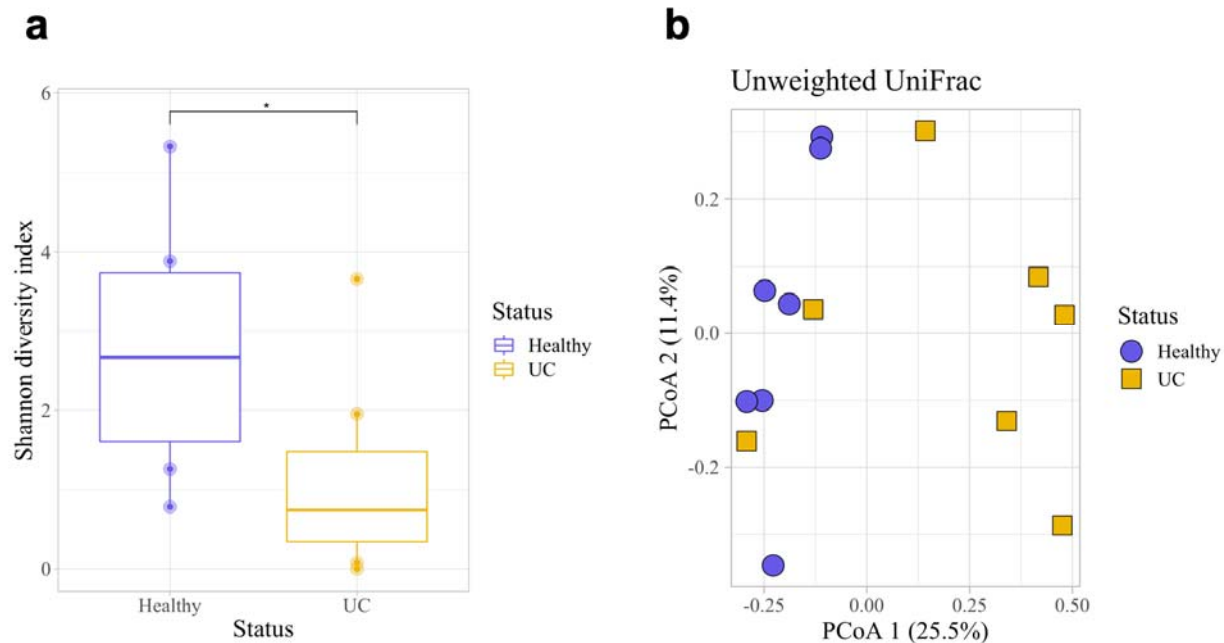 a
6
4
2
0
Shannon diversity index
*
Healthy
UC
Status
Status
Healthy
UC
b
Unweighted UniFrac
0.2
0.0
-0.2
PCoA 2 (11.4%)
-0.25
0.00
0.25
0.50
PCoA 1 (25.5%)
Status
Healthy
UC